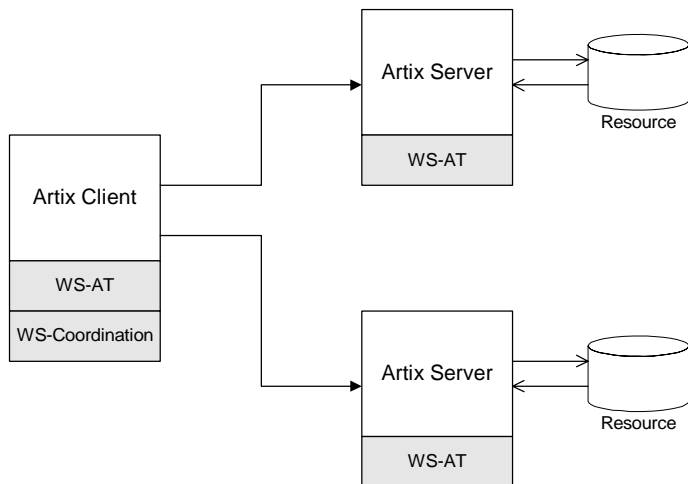 Artix Server
WS-AT
Resource
Artix Client
WS-AT
WS-Coordination
Artix Server
WS-AT
Resource